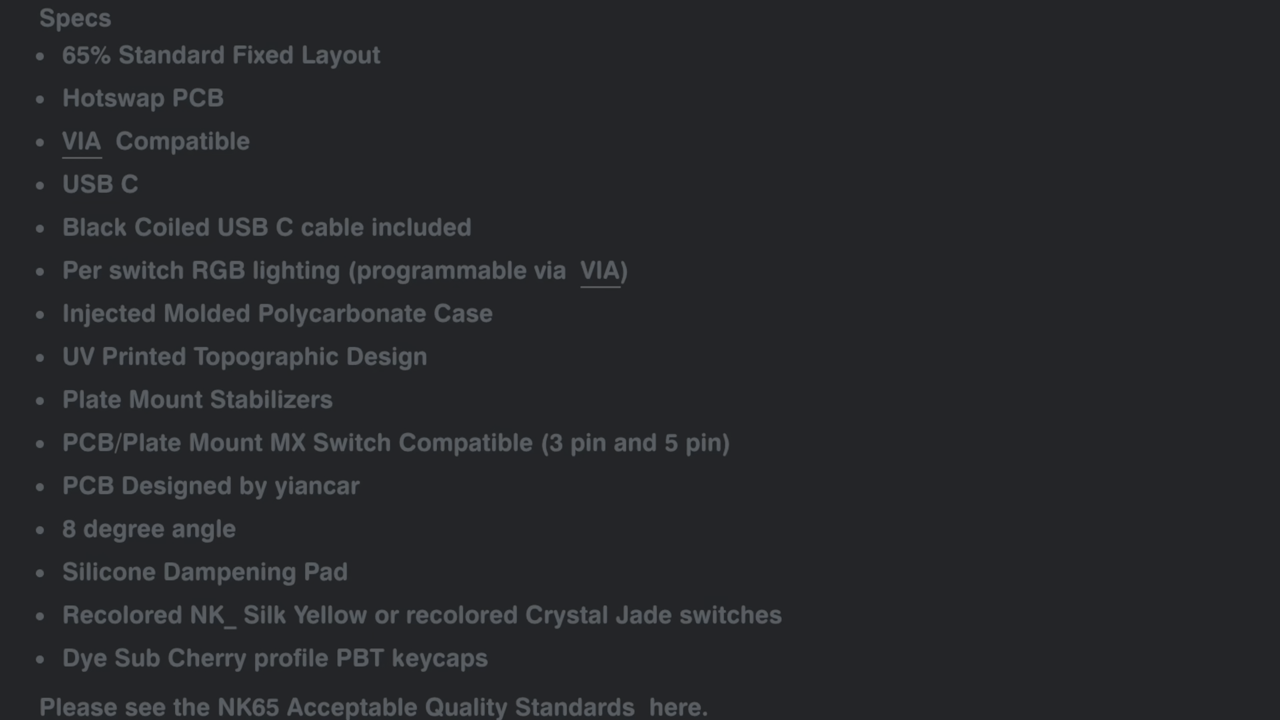 Specs
• 65% Standard Fixed Layout
• Hotswap PCB
• VIA Compatible
• USB C
• Black Coiled USB C cable included
• Per switch RGB lighting (programmable via VIA)
• Injected Molded Polycarbonate Case
• UV Printed Topographic Design
• Plate Mount Stabilizers
• PCB/Plate Mount MX Switch Compatible (3 pin and 5 pin)
• PCB Designed by yiancar
• 8 degree angle
• Silicone Dampening Pad
• Recolored NK_ Silk Yellow or recolored Crystal Jade switches
• Dye Sub Cherry profile PBT keycaps
Please see the NK65 Acceptable Quality Standards here.